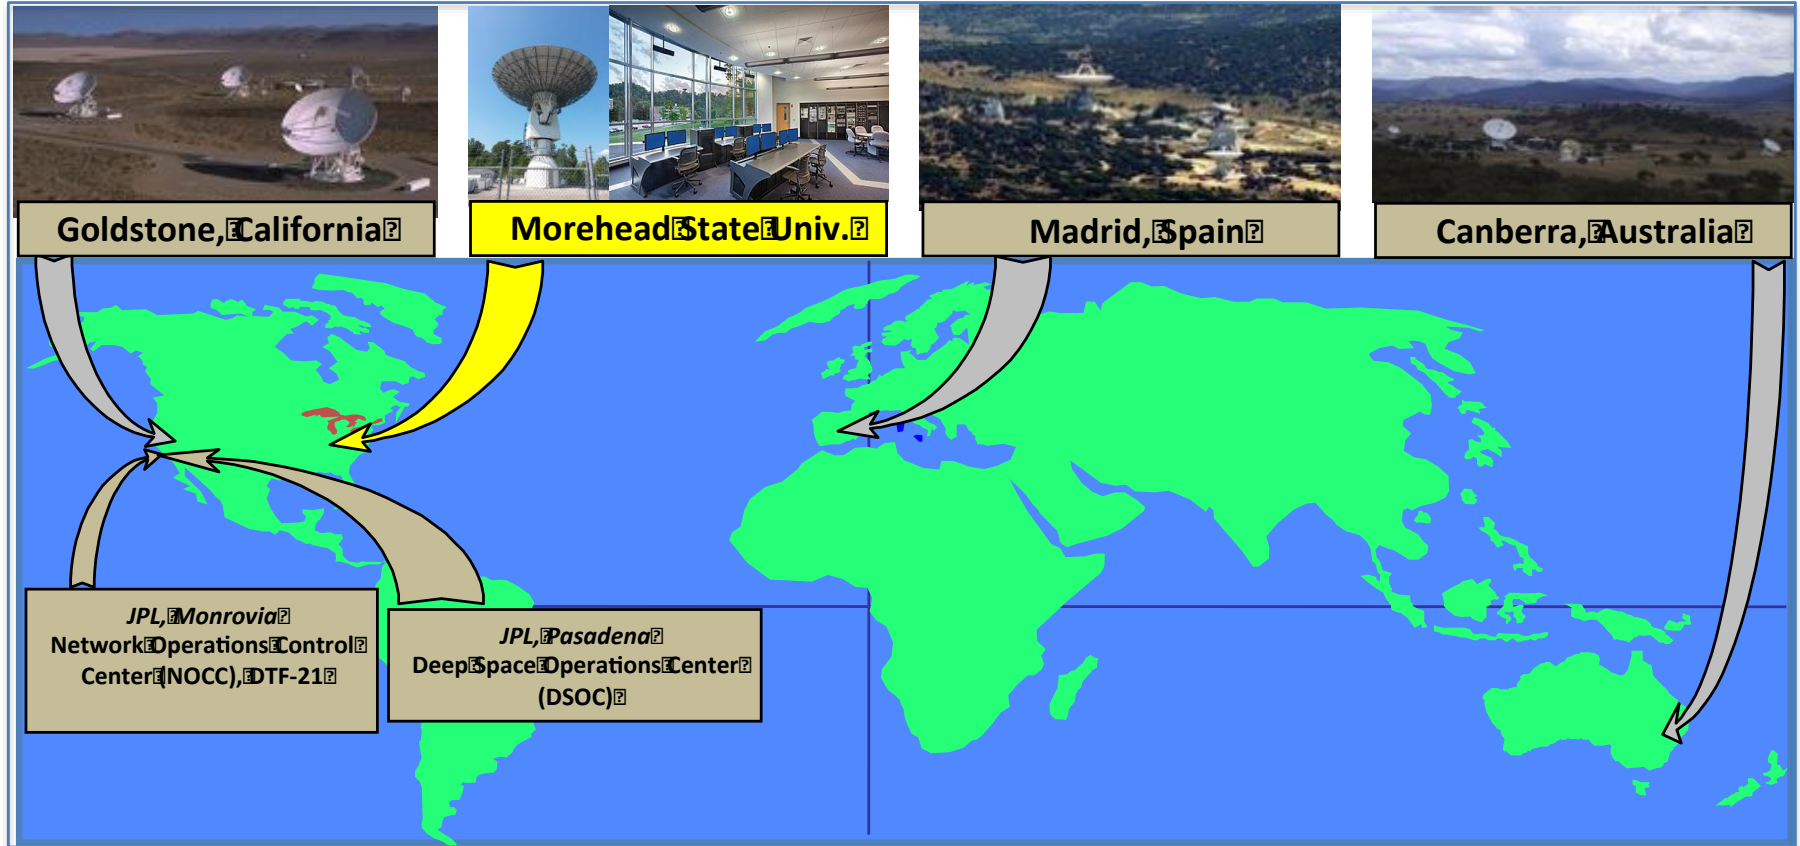 Goldstone,⍰California⍰
Morehead⍰State⍰Univ.⍰
Madrid,⍰Spain⍰
Canberra,⍰Australia⍰
JPL,⍰Monrovia⍰
Network⍰Operations⍰Control⍰
Center⍰(NOCC),⍰DTF-21⍰
JPL,⍰Pasadena⍰
Deep⍰Space⍰Operations⍰Center⍰
(DSOC)⍰